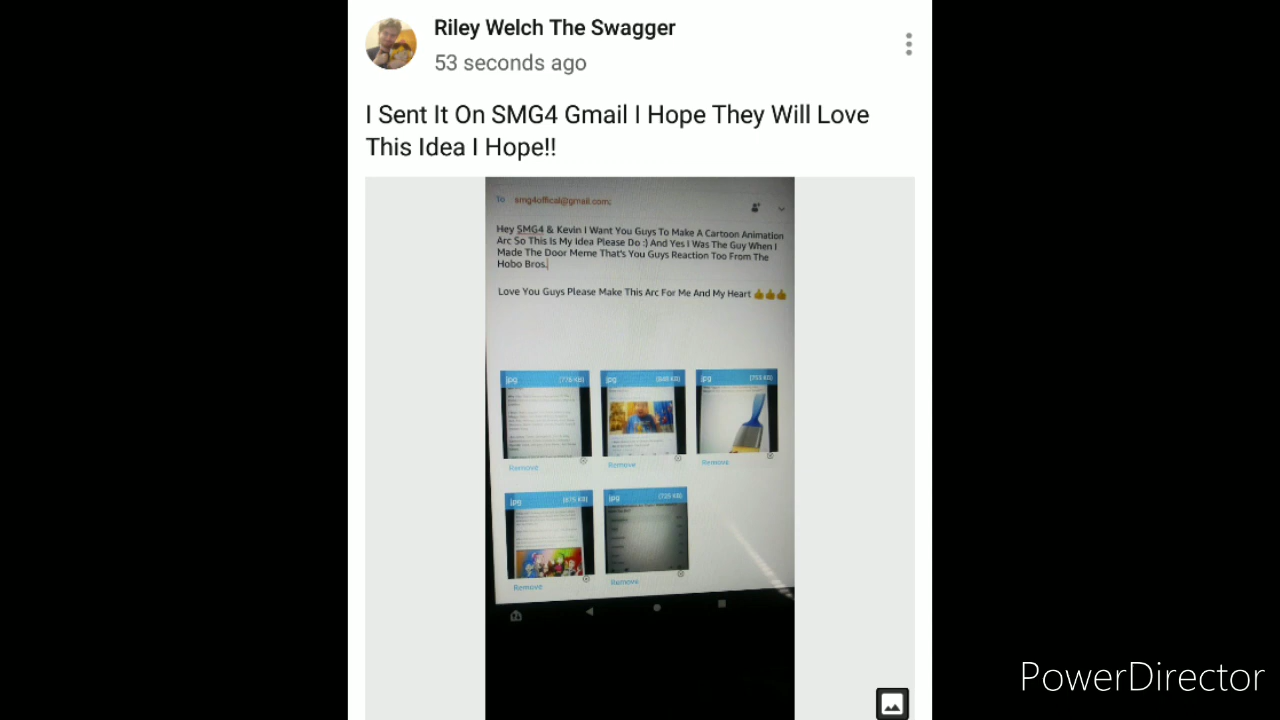 Riley Welch The Swagger
53 seconds ago
I Sent It On SMG4 Gmail I Hope They Will Love
This Idea I Hope!!
To smg4offical@gmail.com;
Hey SMG4 & Kevin I Want You Guys To Make A Cartoon Animation
Arc So This Is My Idea Please Do :) And Yes I Was The Guy When I
Made The Door Meme That's You Guys Reaction Too From The
Hobo Bros.
Love You Guys Please Make This Arc For Me And My Heart 👍👍👍
jpg (778 KB) jpg jpg
Remove Remove Remove
jpg jpg (725 KB)
Remove Remove
PowerDirector